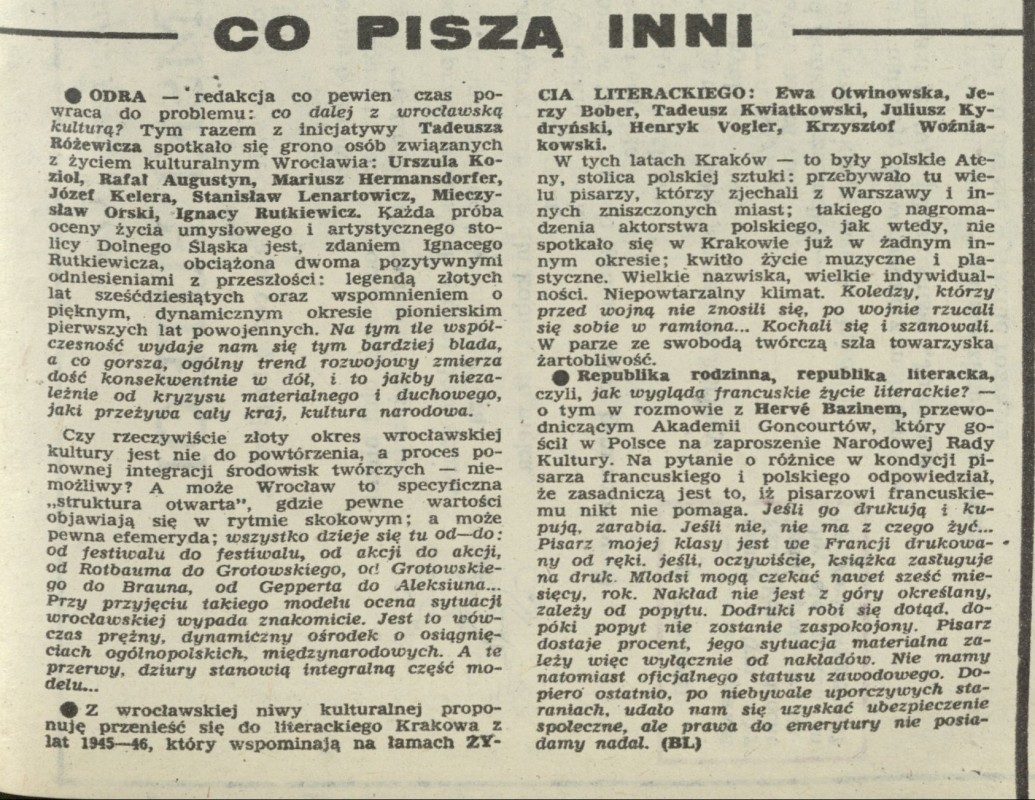 CO PISZĄ INNI
● ODRA — redakcja co pewien czas po-
wraca do problemu: co dalej z wrocławską
kulturą? Tym razem z inicjatywy Tadeusza
Różewicza spotkało się grono osób związanych
z życiem kulturalnym Wrocławia: Urszula Ko-
zioł, Rafał Augustyn, Mariusz Hermansdorfer,
Józef Kelera, Stanisław Lenartowicz, Mieczy-
sław Orski, Ignacy Rutkiewicz. Każda próba
oceny życia umysłowego i artystycznego sto-
licy Dolnego Śląska jest, zdaniem Ignacego
Rutkiewicza, obciążona dwoma pozytywnymi
odniesieniami z przeszłości: legendą złotych
lat sześćdziesiątych oraz wspomnieniem o
pięknym, dynamicznym okresie pionierskim
pierwszych lat powojennych. Na tym tle współ-
czesność wydaje nam się tym bardziej blada,
a co gorsza, ogólny trend rozwojowy zmierza
dość konsekwentnie w dół, i to jakby nieza-
leżnie od kryzysu materialnego i duchowego,
jaki przeżywa cały kraj, kultura narodowa.
Czy rzeczywiście złoty okres wrocławskiej
kultury jest nie do powtórzenia, a proces po-
nownej integracji środowisk twórczych — nie-
możliwy? A może Wrocław to specyficzna
„struktura otwarta", gdzie pewne wartości
objawiają się w rytmie skokowym; a może
pewna efemeryda; wszystko dzieje się tu od—do:
od festiwalu do festiwalu, od akcji do akcji,
od Rotbauma do Grotowskiego, od Grotowskie-
go do Brauna, od Gepperta do Aleksiuna...
Przy przyjęciu takiego modelu ocena sytuacji
wrocławskiej wypada znakomicie. Jest to wów-
czas prężny, dynamiczny ośrodek o osiągnię-
ciach ogólnopolskich, międzynarodowych. A te
przerwy, dziury stanowią integralną część mo-
delu...
● Z wrocławskiej niwy kulturalnej propo-
nuję przenieść się do literackiego Krakowa z
lat 1945—46, który wspominają na łamach ŻY-
CIA LITERACKIEGO: Ewa Otwinowska, Je-
rzy Bober, Tadeusz Kwiatkowski, Juliusz Ky-
dryński, Henryk Vogler, Krzysztof Woźnia-
kowski.
W tych latach Kraków — to były polskie Ate-
ny, stolica polskiej sztuki: przebywało tu wie-
lu pisarzy, którzy zjechali z Warszawy i in-
nych zniszczonych miast; takiego nagroma-
dzenia aktorstwa polskiego, jak wtedy, nie
spotkało się w Krakowie już w żadnym in-
nym okresie; kwitło życie muzyczne i pla-
styczne. Wielkie nazwiska, wielkie indywidual-
ności. Niepowtarzalny klimat. Koledzy, którzy
przed wojną nie znosili się, po wojnie rzucali
się sobie w ramiona... Kochali się i szanowali.
W parze ze swobodą twórczą szła towarzyska
żartobliwość.
● Republika rodzinna, republika literacka,
czyli, jak wygląda francuskie życie literackie? —
o tym w rozmowie z Hervé Bazinem, przewo-
dniczącym Akademii Goncourtów, który go-
ścił w Polsce na zaproszenie Narodowej Rady
Kultury. Na pytanie o różnice w kondycji pi-
sarza francuskiego i polskiego odpowiedział,
że zasadniczą jest to, iż pisarzowi francuskie-
mu nikt nie pomaga. Jeśli go drukują i ku-
pują, zarabia. Jeśli nie, nie ma z czego żyć...
Pisarz mojej klasy jest we Francji drukowa-
ny od ręki. jeśli, oczywiście, książka zasługuje
na druk. Młodsi mogą czekać nawet sześć mie-
sięcy, rok. Nakład nie jest z góry określany,
zależy od popytu. Dodruki robi się dotąd, do-
póki popyt nie zostanie zaspokojony. Pisarz
dostaje procent, jego sytuacja materialna za-
leży więc wyłącznie od nakładów. Nie mamy
natomiast oficjalnego statusu zawodowego. Do-
piero ostatnio, po niebywale uporczywych sta-
raniach, udało nam się uzyskać ubezpieczenie
społeczne, ale prawa do emerytury nie posia-
damy nadal. (BL)